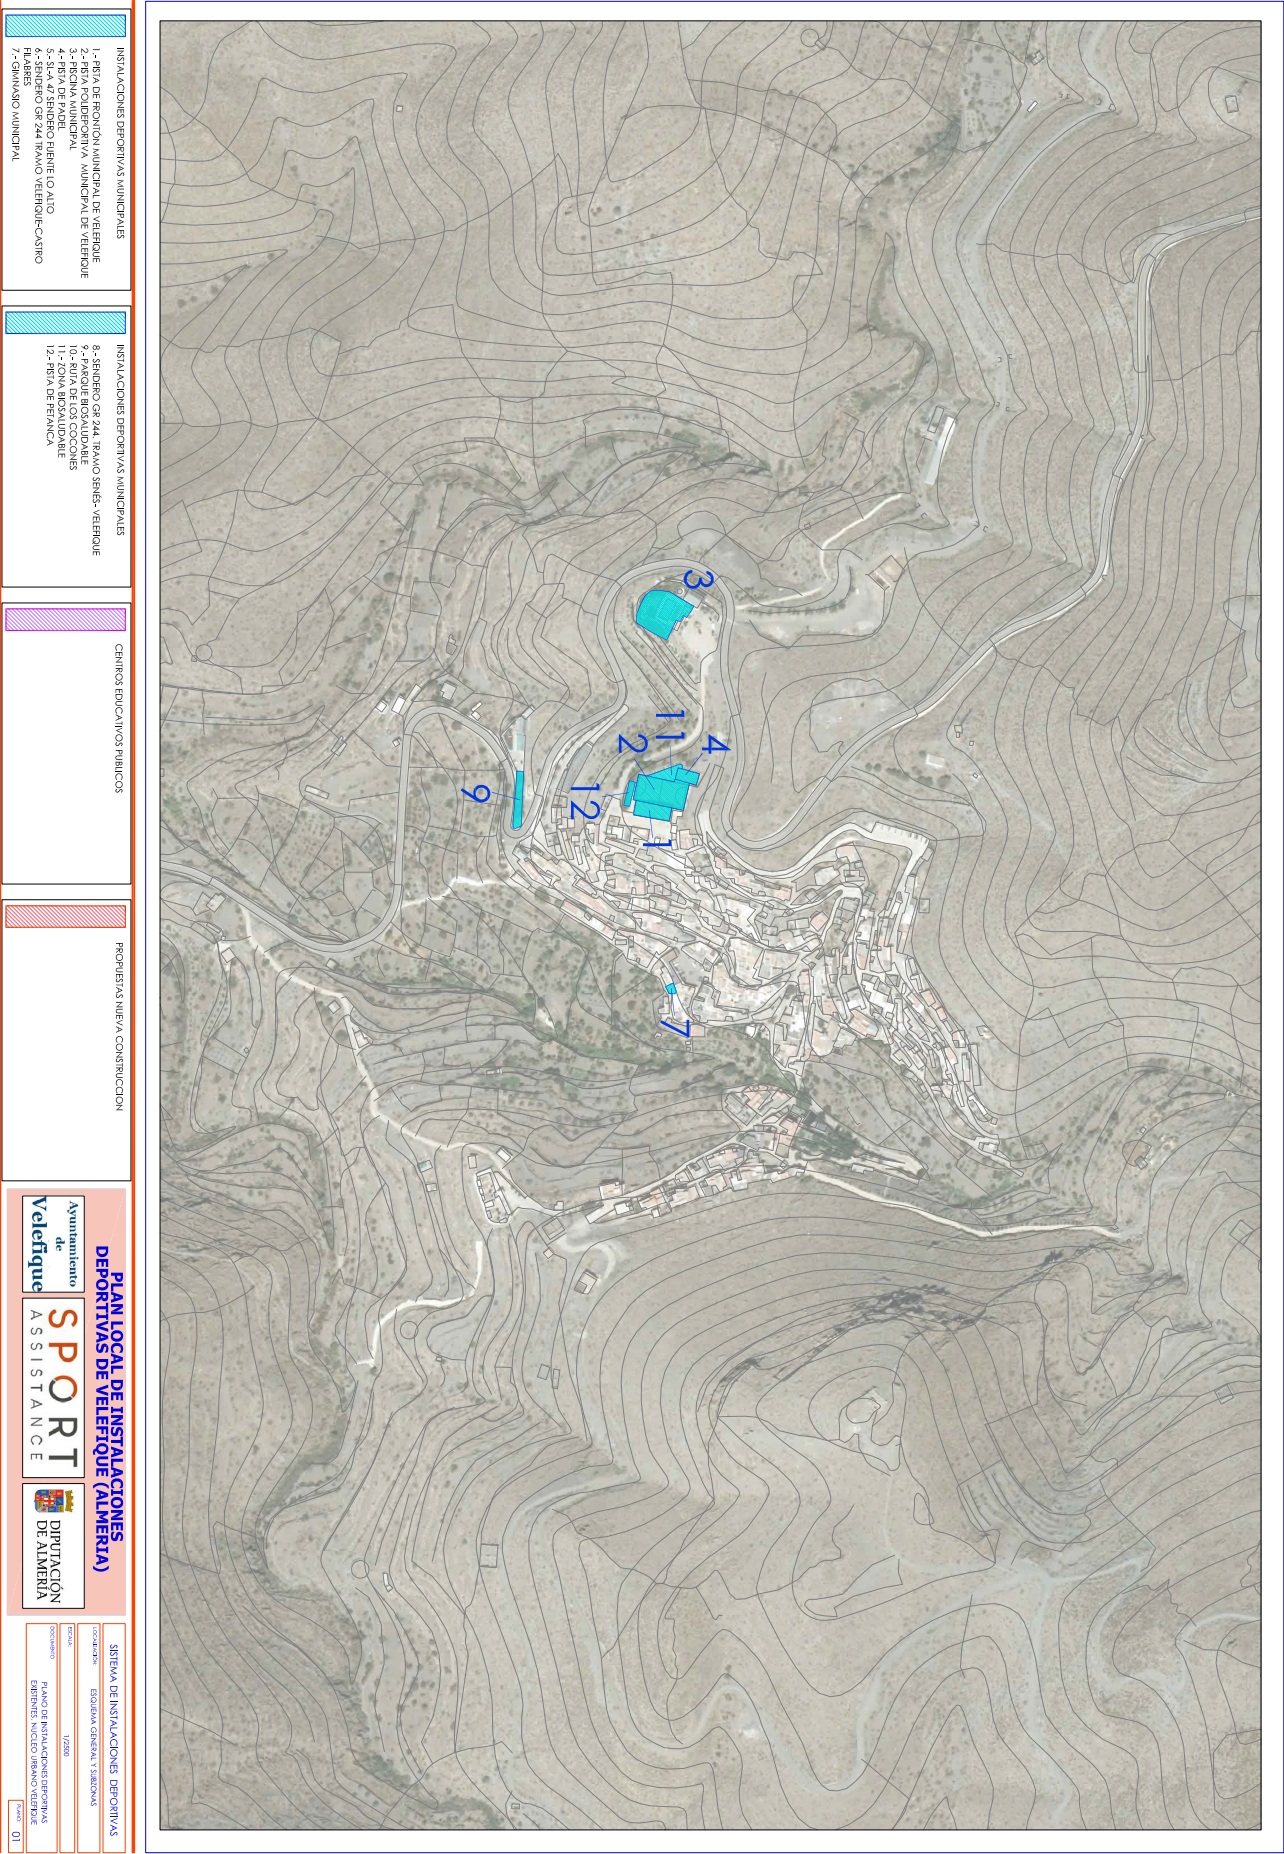 INSTALACIONES DEPORTIVAS MUNICIPALES
1.- PISTA DE FRONTÓN MUNICIPAL DE VELEFIQUE
2.- PISTA POLIDEPORTIVA MUNICIPAL DE VELEFIQUE
3.- PISCINA MUNICIPAL
4.- PISTA DE PADEL
5.- SL-A 47 SENDERO FUENTE LO ALTO
6.- SENDERO GR 244 TRAMO VELEFIQUE-CASTRO
FILABRES
7.- GIMNASIO MUNICIPAL
INSTALACIONES DEPORTIVAS MUNICIPALES
8.- SENDERO GR 244. TRAMO SENÉS- VELEFIQUE
9.- PARQUE BIOSALUDABLE
10.- RUTA DE LOS COCONES
11.- ZONA BIOSALUDABLE
12.- PISTA DE PETANCA
CENTROS EDUCATIVOS PUBLICOS
PROPUESTAS NUEVA CONSTRUCCION
PLAN LOCAL DE INSTALACIONES
DEPORTIVAS DE VELEFIQUE (ALMERIA)
Ayuntamiento
de
Velefique
SPORT
ASSISTANCE
DIPUTACIÓN
DE ALMERÍA
SISTEMA DE INSTALACIONES DEPORTIVAS
LOCALIZACIÓN: ESQUEMA GENERAL Y SUBZONAS
ESCALA: 1/2500
DOCUMENTO: PLANO DE INSTALACIONES DEPORTIVAS
EXISTENTES. NUCLEO URBANO VELEFIQUE
PLANO: 01
3
4
11
2
12
1
9
7